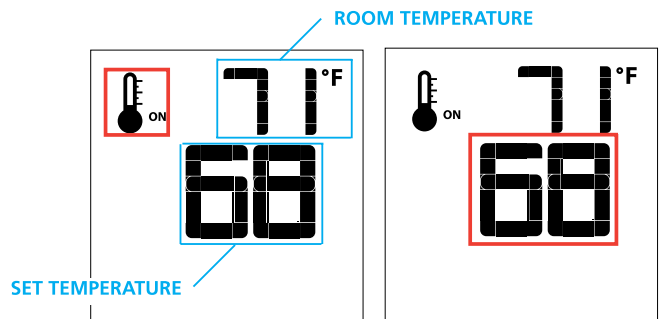 ROOM TEMPERATURE
71 °F
ON
68
SET TEMPERATURE
71 °F
ON
68